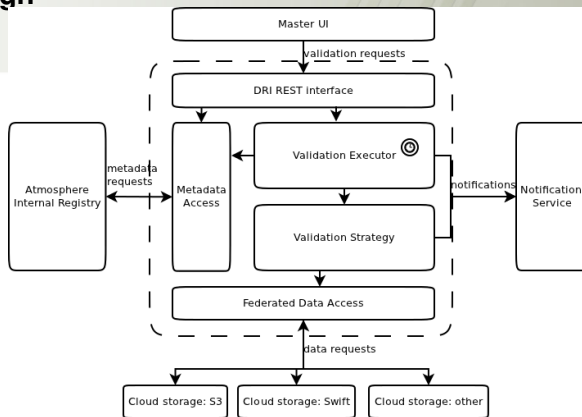 Master UI
validation requests
DRI REST interface
Validation Executor
metadata
requests
notifications
Atmosphere
Internal Registry
Metadata
Access
Notification
Service
Validation Strategy
Federated Data Access
data requests
Cloud storage: S3
Cloud storage: Swift
Cloud storage: other